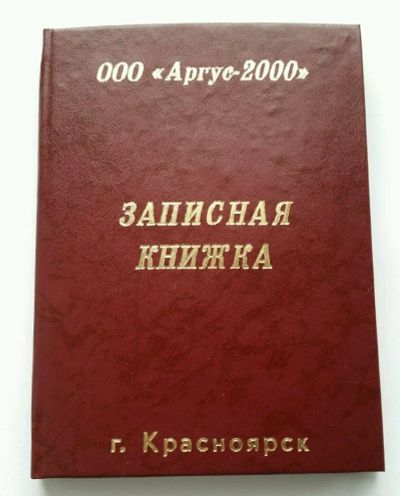 ООО «Аргус-2000»
ЗАПИСНАЯ
КНИЖКА
г. Красноярск